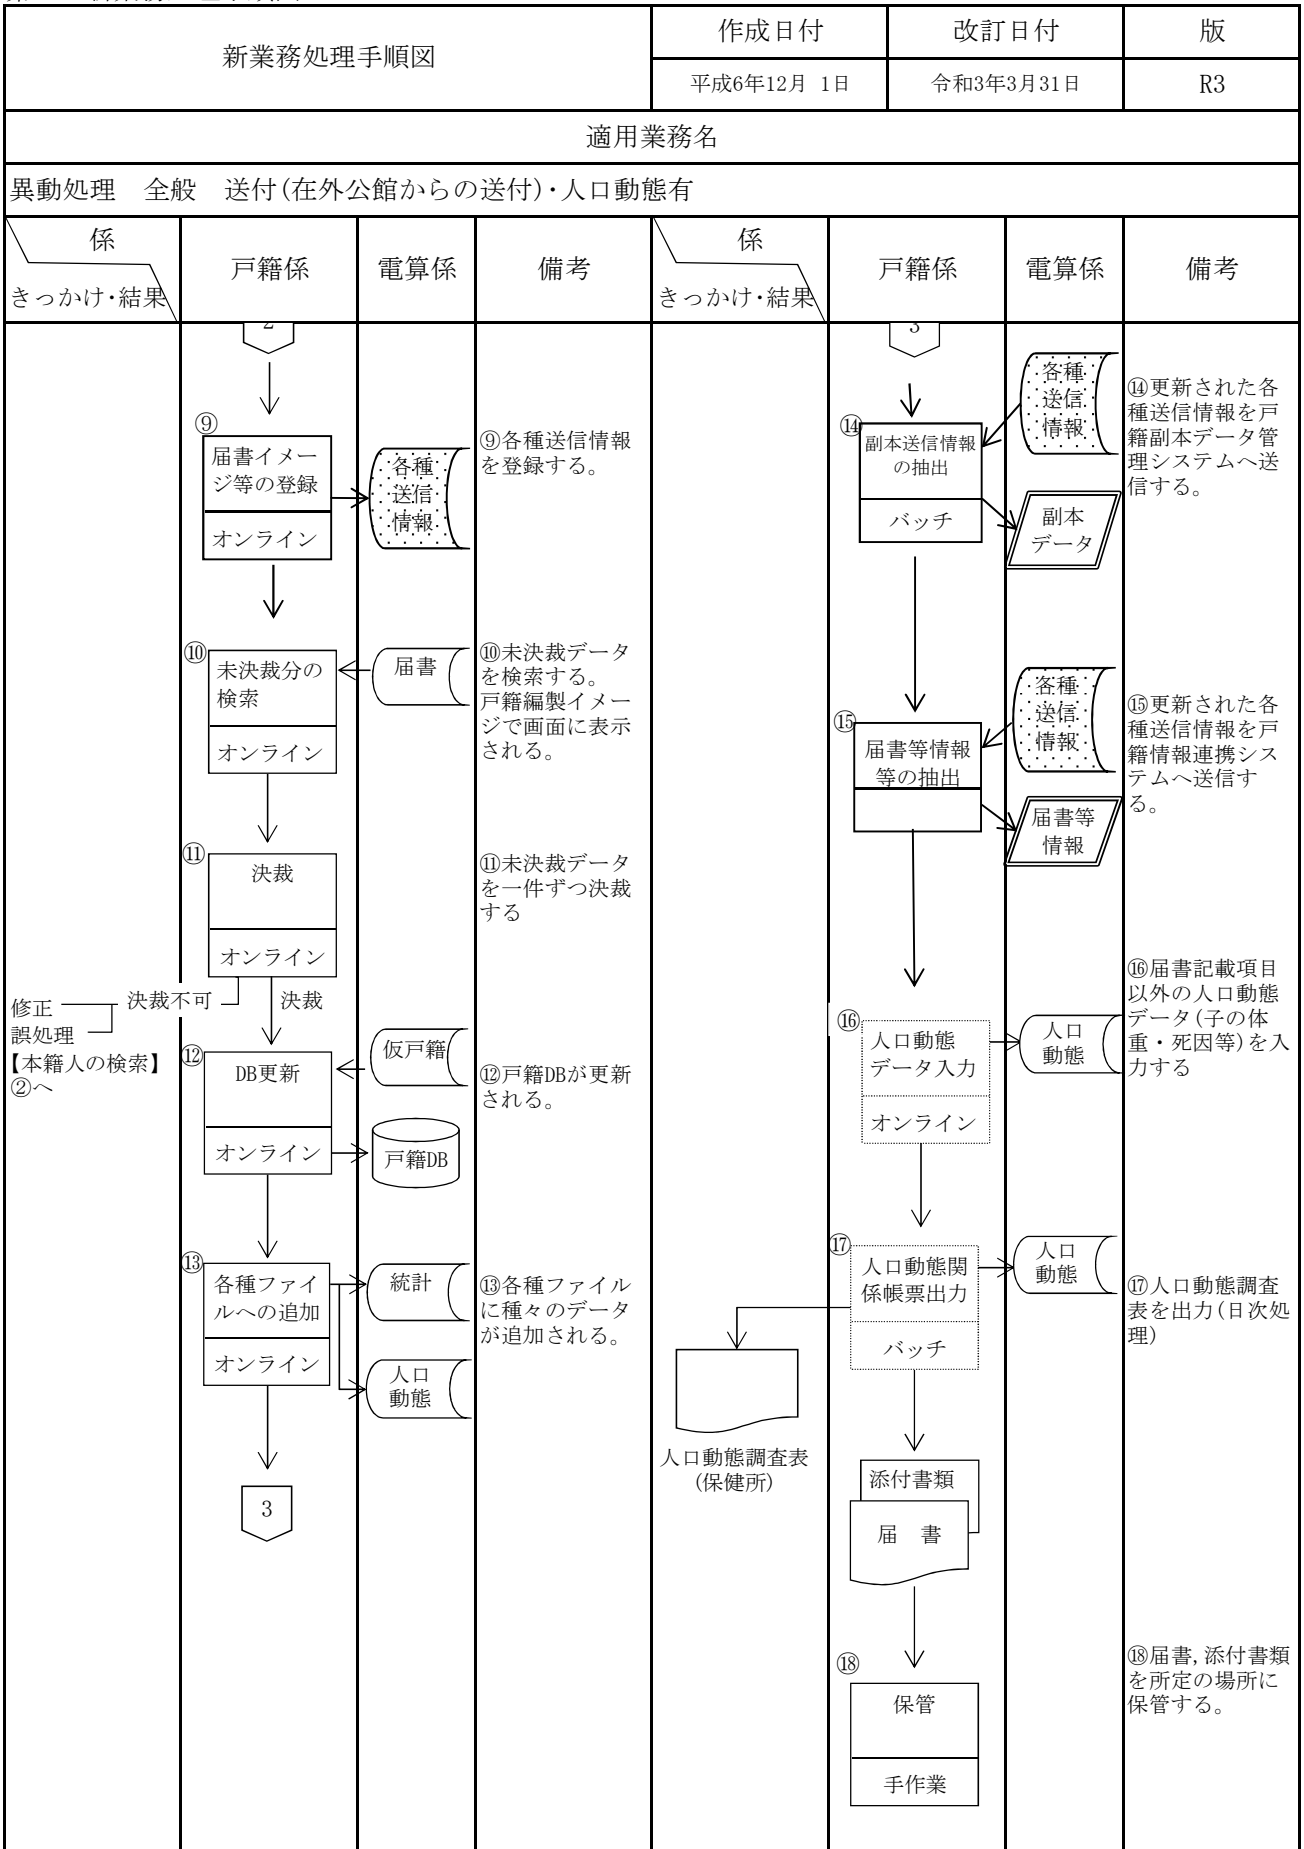 新業務処理手順図
作成日付
改訂日付
版
平成6年12月 1日
令和3年3月31日
R3
適用業務名
異動処理　全般　送付(在外公館からの送付)・人口動態有
係
きっかけ・結果
戸籍係
電算係
備考
係
きっかけ・結果
戸籍係
電算係
備考
2
⑨
届書イメー
ジ等の登録
オンライン
各種
送信
情報
⑨各種送信情報
を登録する。
⑩
未決裁分の
検索
オンライン
届書
⑩未決裁データ
を検索する。
戸籍編製イメー
ジで画面に表示
される。
⑪
決裁
オンライン
⑪未決裁データ
を一件ずつ決裁
する
修正
誤処理
【本籍人の検索】
②へ
決裁不可
決裁
⑫
DB更新
オンライン
仮戸籍
戸籍DB
⑫戸籍DBが更新
される。
⑬
各種ファイ
ルへの追加
オンライン
統計
人口
動態
⑬各種ファイル
に種々のデータ
が追加される。
3
3
⑭
副本送信情報
の抽出
バッチ
各種
送信
情報
副本
データ
⑭更新された各
種送信情報を戸
籍副本データ管
理システムへ送
信する。
⑮
届書等情報
等の抽出
各種
送信
情報
届書等
情報
⑮更新された各
種送信情報を戸
籍情報連携シス
テムへ送信す
る。
⑯
人口動態
データ入力
オンライン
人口
動態
⑯届書記載項目
以外の人口動態
データ(子の体
重・死因等)を入
力する
⑰
人口動態関
係帳票出力
バッチ
人口
動態
⑰人口動態調査
表を出力(日次処
理)
人口動態調査表
(保健所)
添付書類
届　書
⑱
保管
手作業
⑱届書,添付書類
を所定の場所に
保管する。